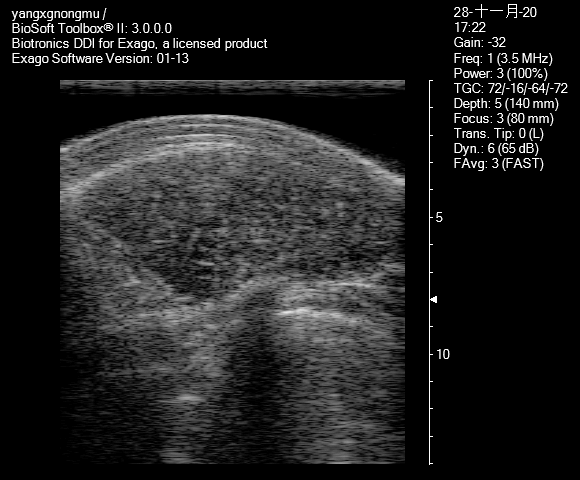 yangxgnongmu /
BioSoft Toolbox® II: 3.0.0.0
Biotronics DDI for Exago, a licensed product
Exago Software Version: 01-13
28-十一月-20
17:22
Gain: -32
Freq: 1 (3.5 MHz)
Power: 3 (100%)
TGC: 72/-16/-64/-72
Depth: 5 (140 mm)
Focus: 3 (80 mm)
Trans. Tip: 0 (L)
Dyn.: 6 (65 dB)
FAvg: 3 (FAST)
5
10